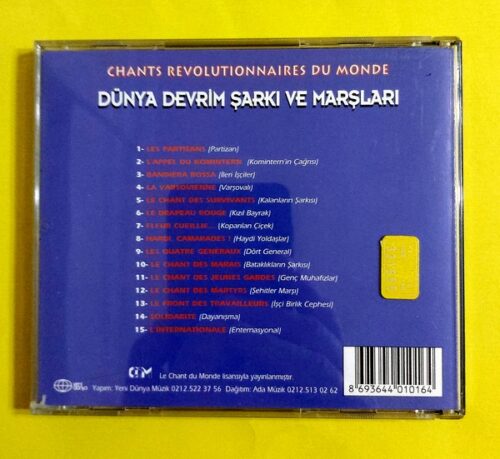 CHANTS REVOLUTIONNAIRES DU MONDE
DÜNYA DEVRİM ŞARKI VE MARŞLARI
1- LES PARTISANS (Partizan)
2- L'APPEL DU KOMINTERN (Komintern'in Çağrısı)
3- BANDIERA ROSSA (İleri İşçiler)
4- LA VARSOVIENNE (Varşovalı)
5- LE CHANT DES SURVIVANTS (Kalanların Şarkısı)
6- LE DRAPEAU ROUGE (Kızıl Bayrak)
7- FLEUR CUEILLIE... (Koparılan Çiçek)
8- HARDI, CAMARADES ! (Haydi Yoldaşlar)
9- LES QUATRE GENERAUX (Dört General)
10- LE CHANT DES MARAIS (Bataklıkların Şarkısı)
11- LE CHANT DES JEUNES GARDES (Genç Muhafızlar)
12- LE CHANT DES MARTYRS (Şehitler Marşı)
13- LE FRONT DES TRAVAILLEURS (İşçi Birlik Cephesi)
14- SOLIDARITE (Dayanışma)
15- L'INTERNATIONALE (Enternasyonal)
Le Chant du Monde lisansıyla yayınlanmıştır.
Yapım: Yeni Dünya Müzik 0212.522 37 56 Dağıtım: Ada Müzik 0212.513 02 62
8 693644 010164